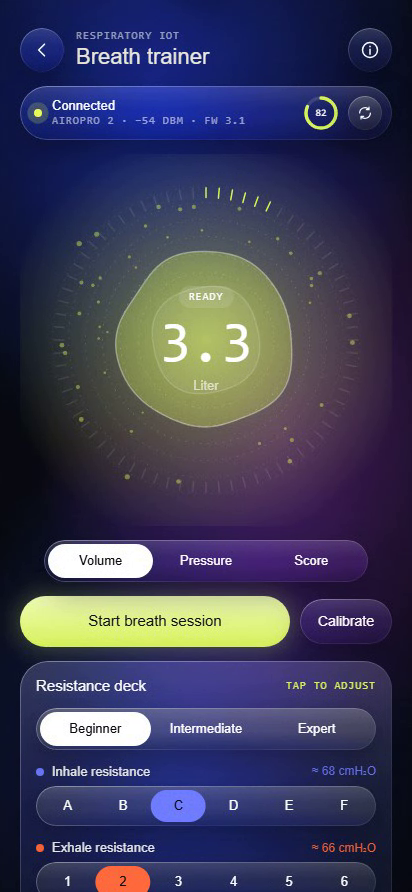 RESPIRATORY IOT
Breath trainer
Connected
AIROPRO 2 · −54 DBM · FW 3.1
82
READY
3.3
Liter
Volume Pressure Score
Start breath session Calibrate
Resistance deck TAP TO ADJUST
Beginner Intermediate Expert
Inhale resistance ≈ 68 cmH₂O
A B C D E F
Exhale resistance ≈ 66 cmH₂O
1 2 3 4 5 6